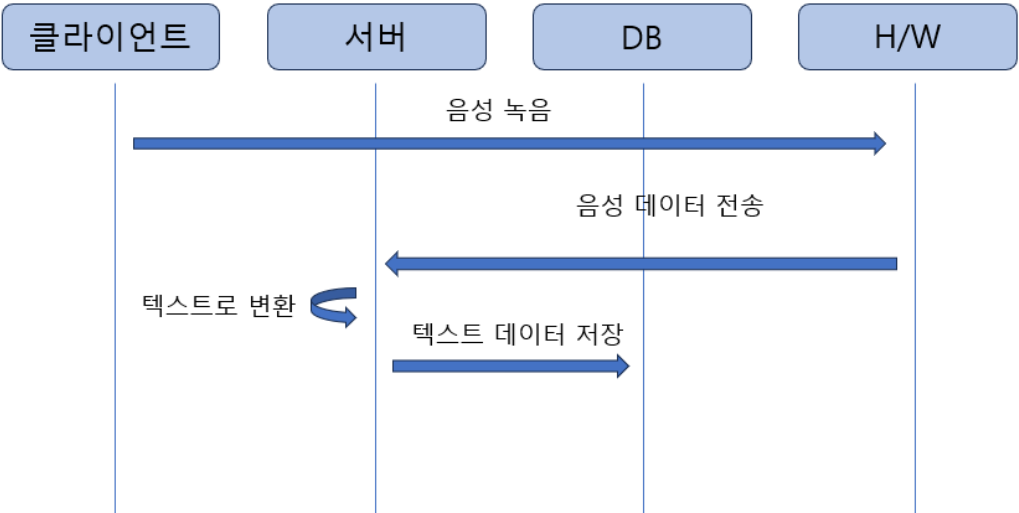 클라이언트
서버
DB
H/W
음성 녹음
음성 데이터 전송
텍스트로 변환
텍스트 데이터 저장